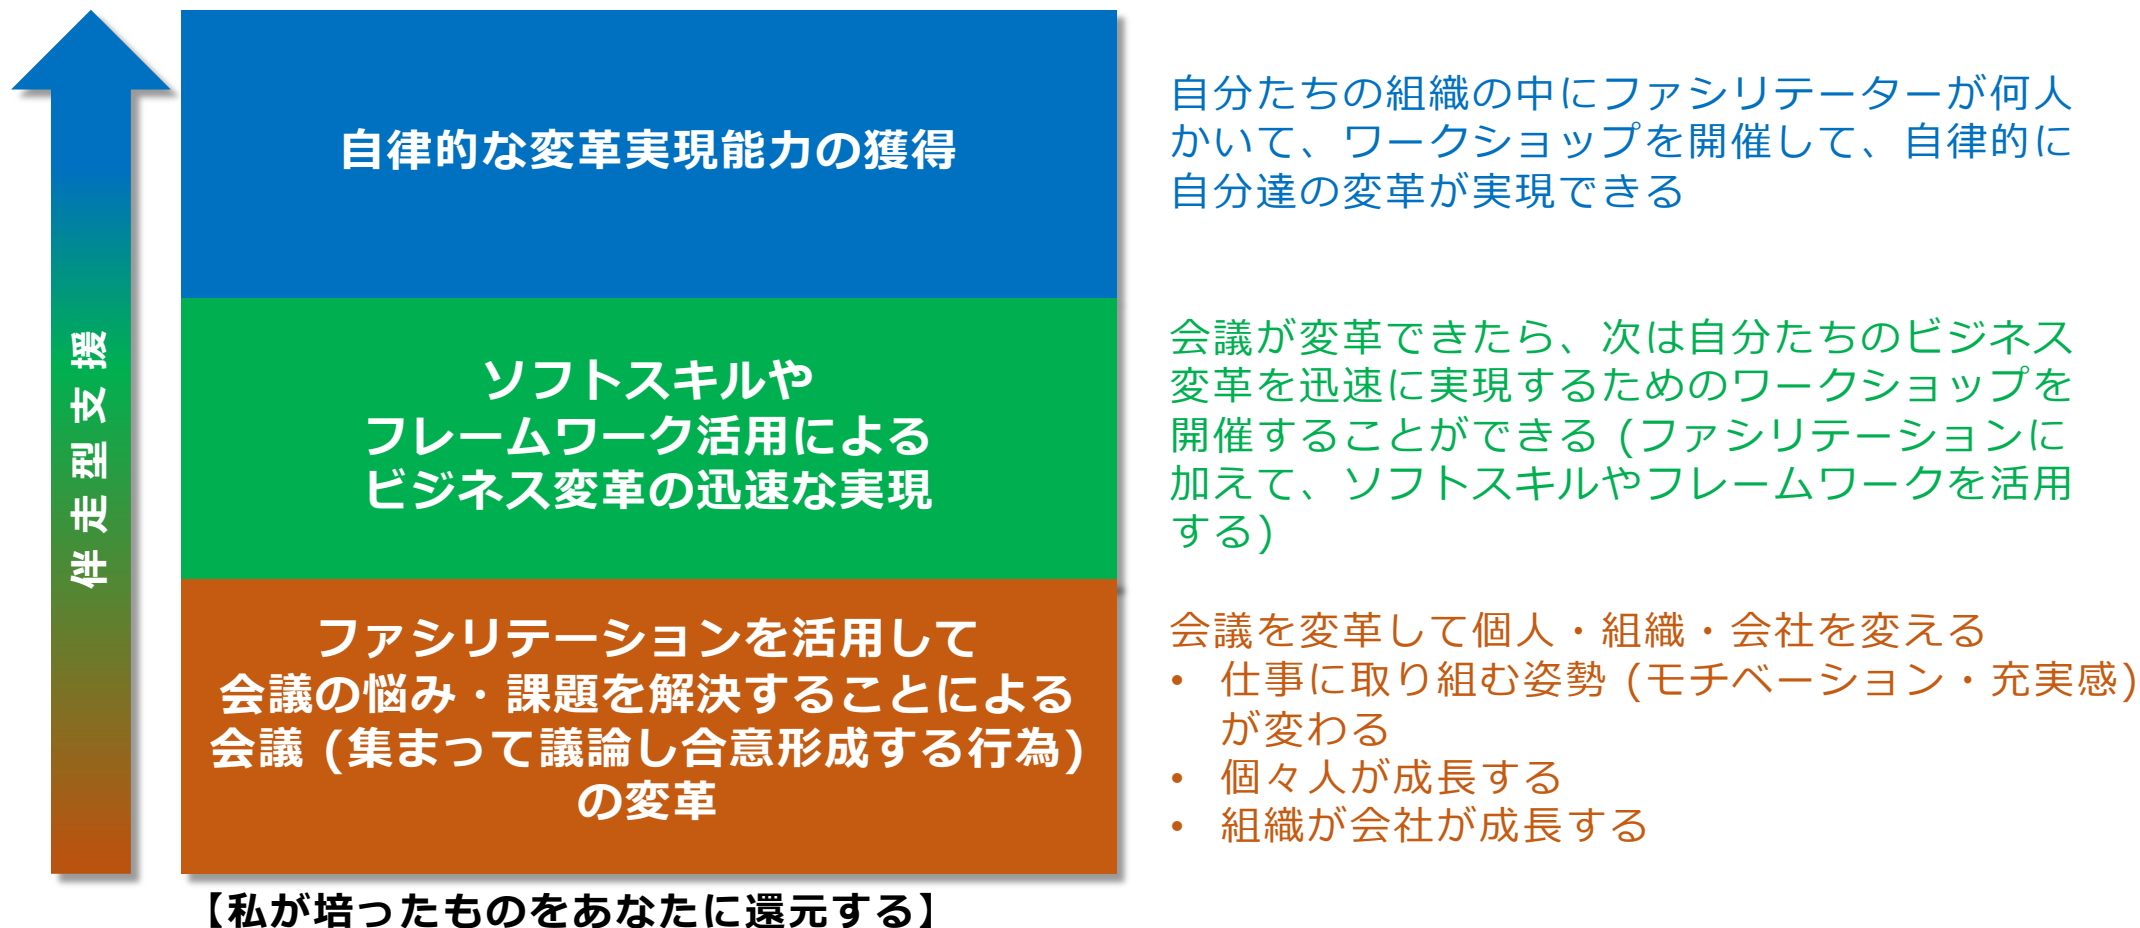 自律的な変革実現能力の獲得
自分たちの組織の中にファシリテーターが何人
かいて、ワークショップを開催して、自律的に
自分達の変革が実現できる
伴走型支援
ソフトスキルや
フレームワーク活用による
ビジネス変革の迅速な実現
会議が変革できたら、次は自分たちのビジネス
変革を迅速に実現するためのワークショップを
開催することができる (ファシリテーションに
加えて、ソフトスキルやフレームワークを活用
する)
ファシリテーションを活用して
会議の悩み・課題を解決することによる
会議 (集まって議論し合意形成する行為)
の変革
会議を変革して個人・組織・会社を変える
• 仕事に取り組む姿勢 (モチベーション・充実感)
が変わる
• 個々人が成長する
• 組織が会社が成長する
【私が培ったものをあなたに還元する】